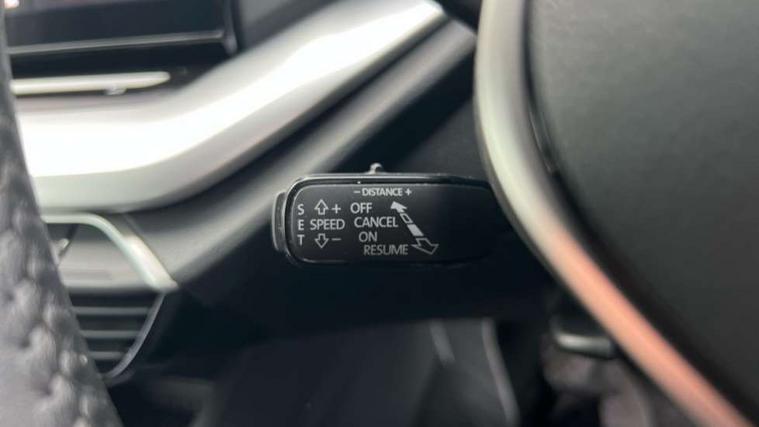 − DISTANCE +
S + OFF
E SPEED CANCEL
T − ON
RESUME